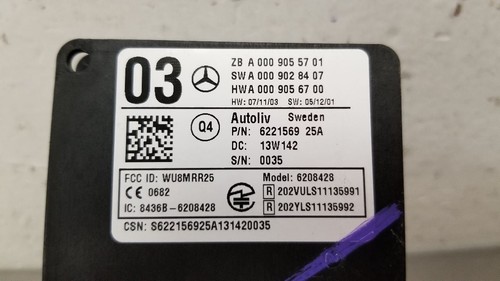 03
ZB A 000 905 57 01
SW A 000 902 84 07
HW A 000 905 67 00
HW: 07/11/03 SW: 05/12/01
Q4
Autoliv Sweden
P/N: 6221569 25A
DC: 13W142
S/N: 0035
FCC ID: WU8MRR25 Model: 6208428
CE 0682 R 202VULS11135991
IC: 8436B-6208428 R 202YLS11135992
CSN: S622156925A131420035